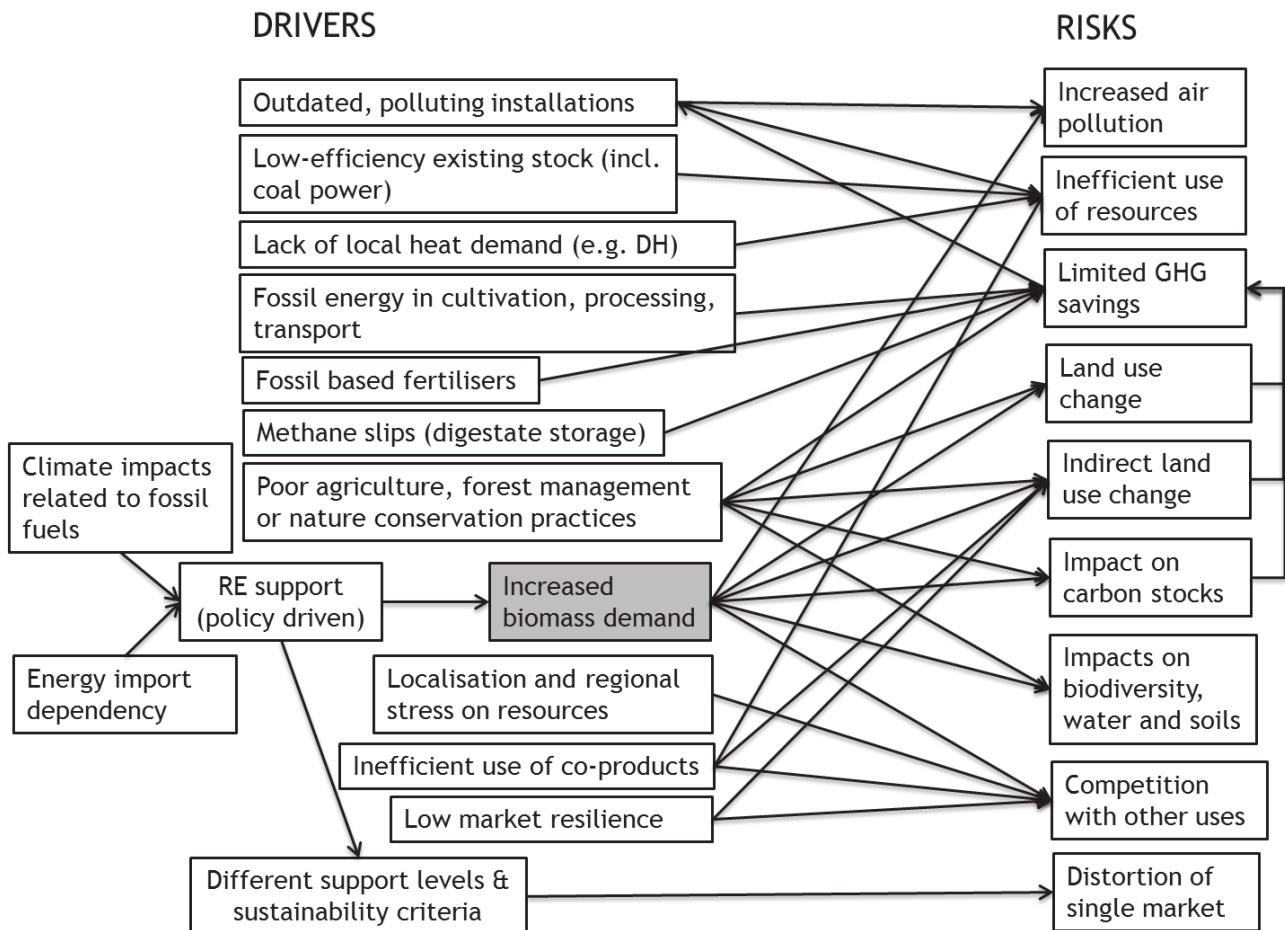 DRIVERS
RISKS
Outdated, polluting installations
Low-efficiency existing stock (incl.
coal power)
Lack of local heat demand (e.g. DH)
Fossil energy in cultivation, processing,
transport
Fossil based fertilisers
Methane slips (digestate storage)
Poor agriculture, forest management
or nature conservation practices
Climate impacts
related to fossil
fuels
RE support
(policy driven)
Increased
biomass demand
Energy import
dependency
Localisation and regional
stress on resources
Inefficient use of co-products
Low market resilience
Different support levels &
sustainability criteria
Increased air
pollution
Inefficient use
of resources
Limited GHG
savings
Land use
change
Indirect land
use change
Impact on
carbon stocks
Impacts on
biodiversity,
water and soils
Competition
with other uses
Distortion of
single market